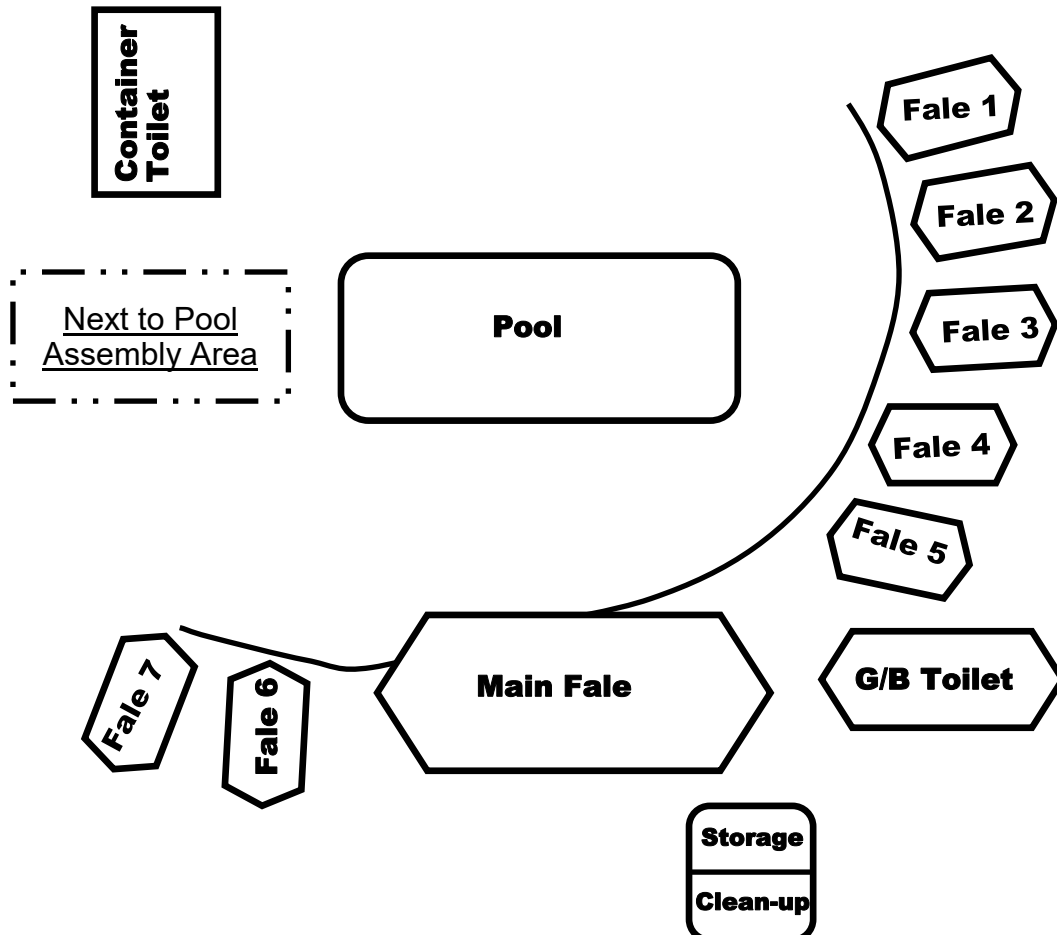 Container
Toilet
Fale 1
Fale 2
Next to Pool
Assembly Area
Pool
Fale 3
Fale 4
Fale 5
Fale 7
Fale 6
Main Fale
G/B Toilet
Storage
Clean-up